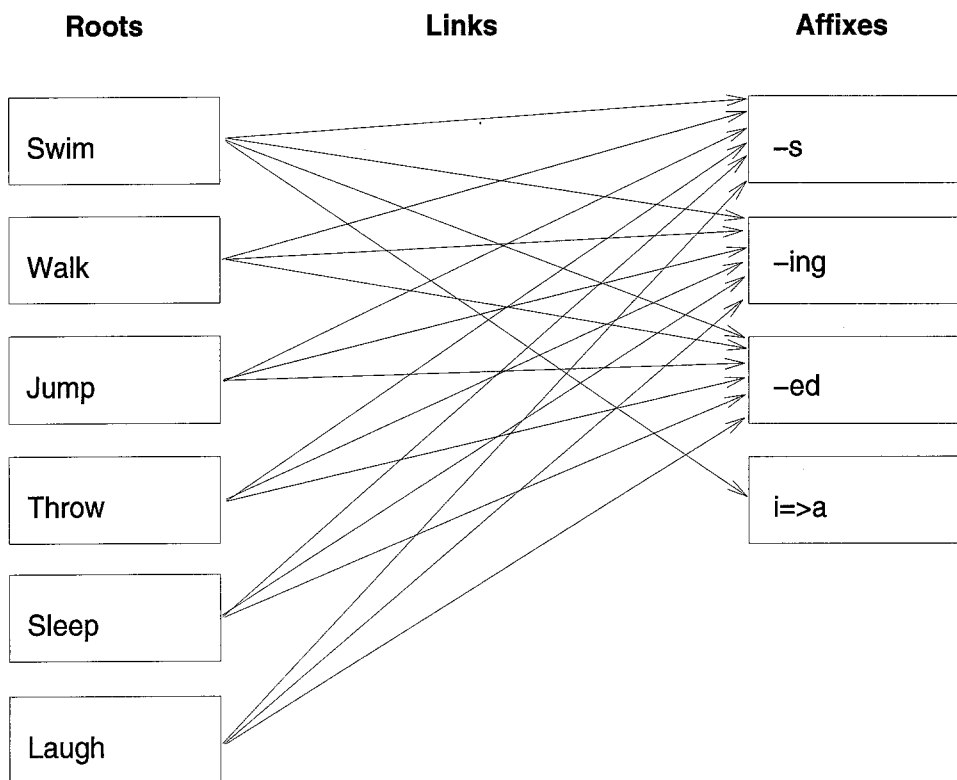 Roots Links Affixes
Swim –s
Walk –ing
Jump –ed
Throw i=>a
Sleep
Laugh